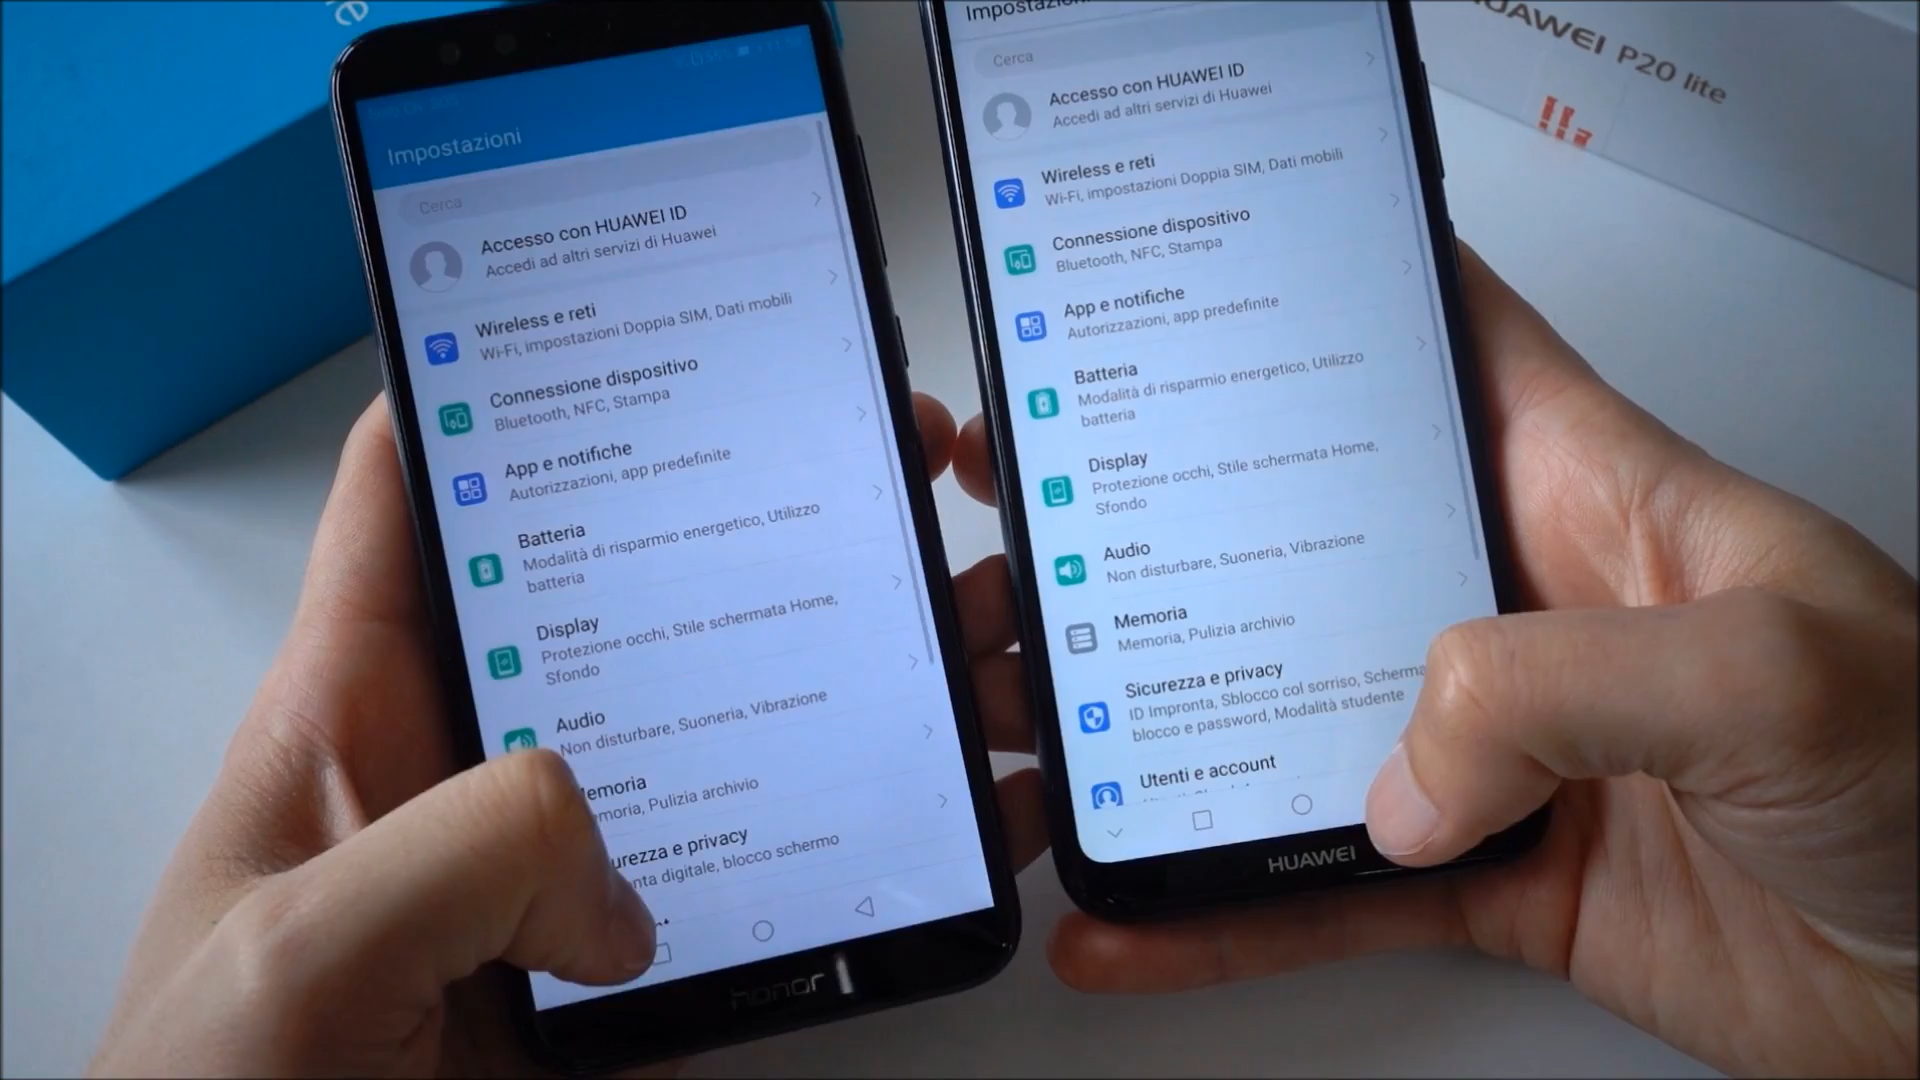 Impostazioni
Cerca
Accesso con HUAWEI ID
Accedi ad altri servizi di Huawei
Wireless e reti
Wi-Fi, impostazioni Doppia SIM, Dati mobili
Connessione dispositivo
Bluetooth, NFC, Stampa
App e notifiche
Autorizzazioni, app predefinite
Batteria
Modalità di risparmio energetico, Utilizzo
batteria
Display
Protezione occhi, Stile schermata Home,
Sfondo
Audio
Non disturbare, Suoneria, Vibrazione
emoria
moria, Pulizia archivio
urezza e privacy
nta digitale, blocco schermo
honor
Impostazioni
Cerca
Accesso con HUAWEI ID
Accedi ad altri servizi di Huawei
Wireless e reti
Wi-Fi, impostazioni Doppia SIM, Dati mobili
Connessione dispositivo
Bluetooth, NFC, Stampa
App e notifiche
Autorizzazioni, app predefinite
Batteria
Modalità di risparmio energetico, Utilizzo
batteria
Display
Protezione occhi, Stile schermata Home,
Sfondo
Audio
Non disturbare, Suoneria, Vibrazione
Memoria
Memoria, Pulizia archivio
Sicurezza e privacy
ID Impronta, Sblocco col sorriso, Scherma
blocco e password, Modalità studente
Utenti e account
HUAWEI
HUAWEI P20 lite